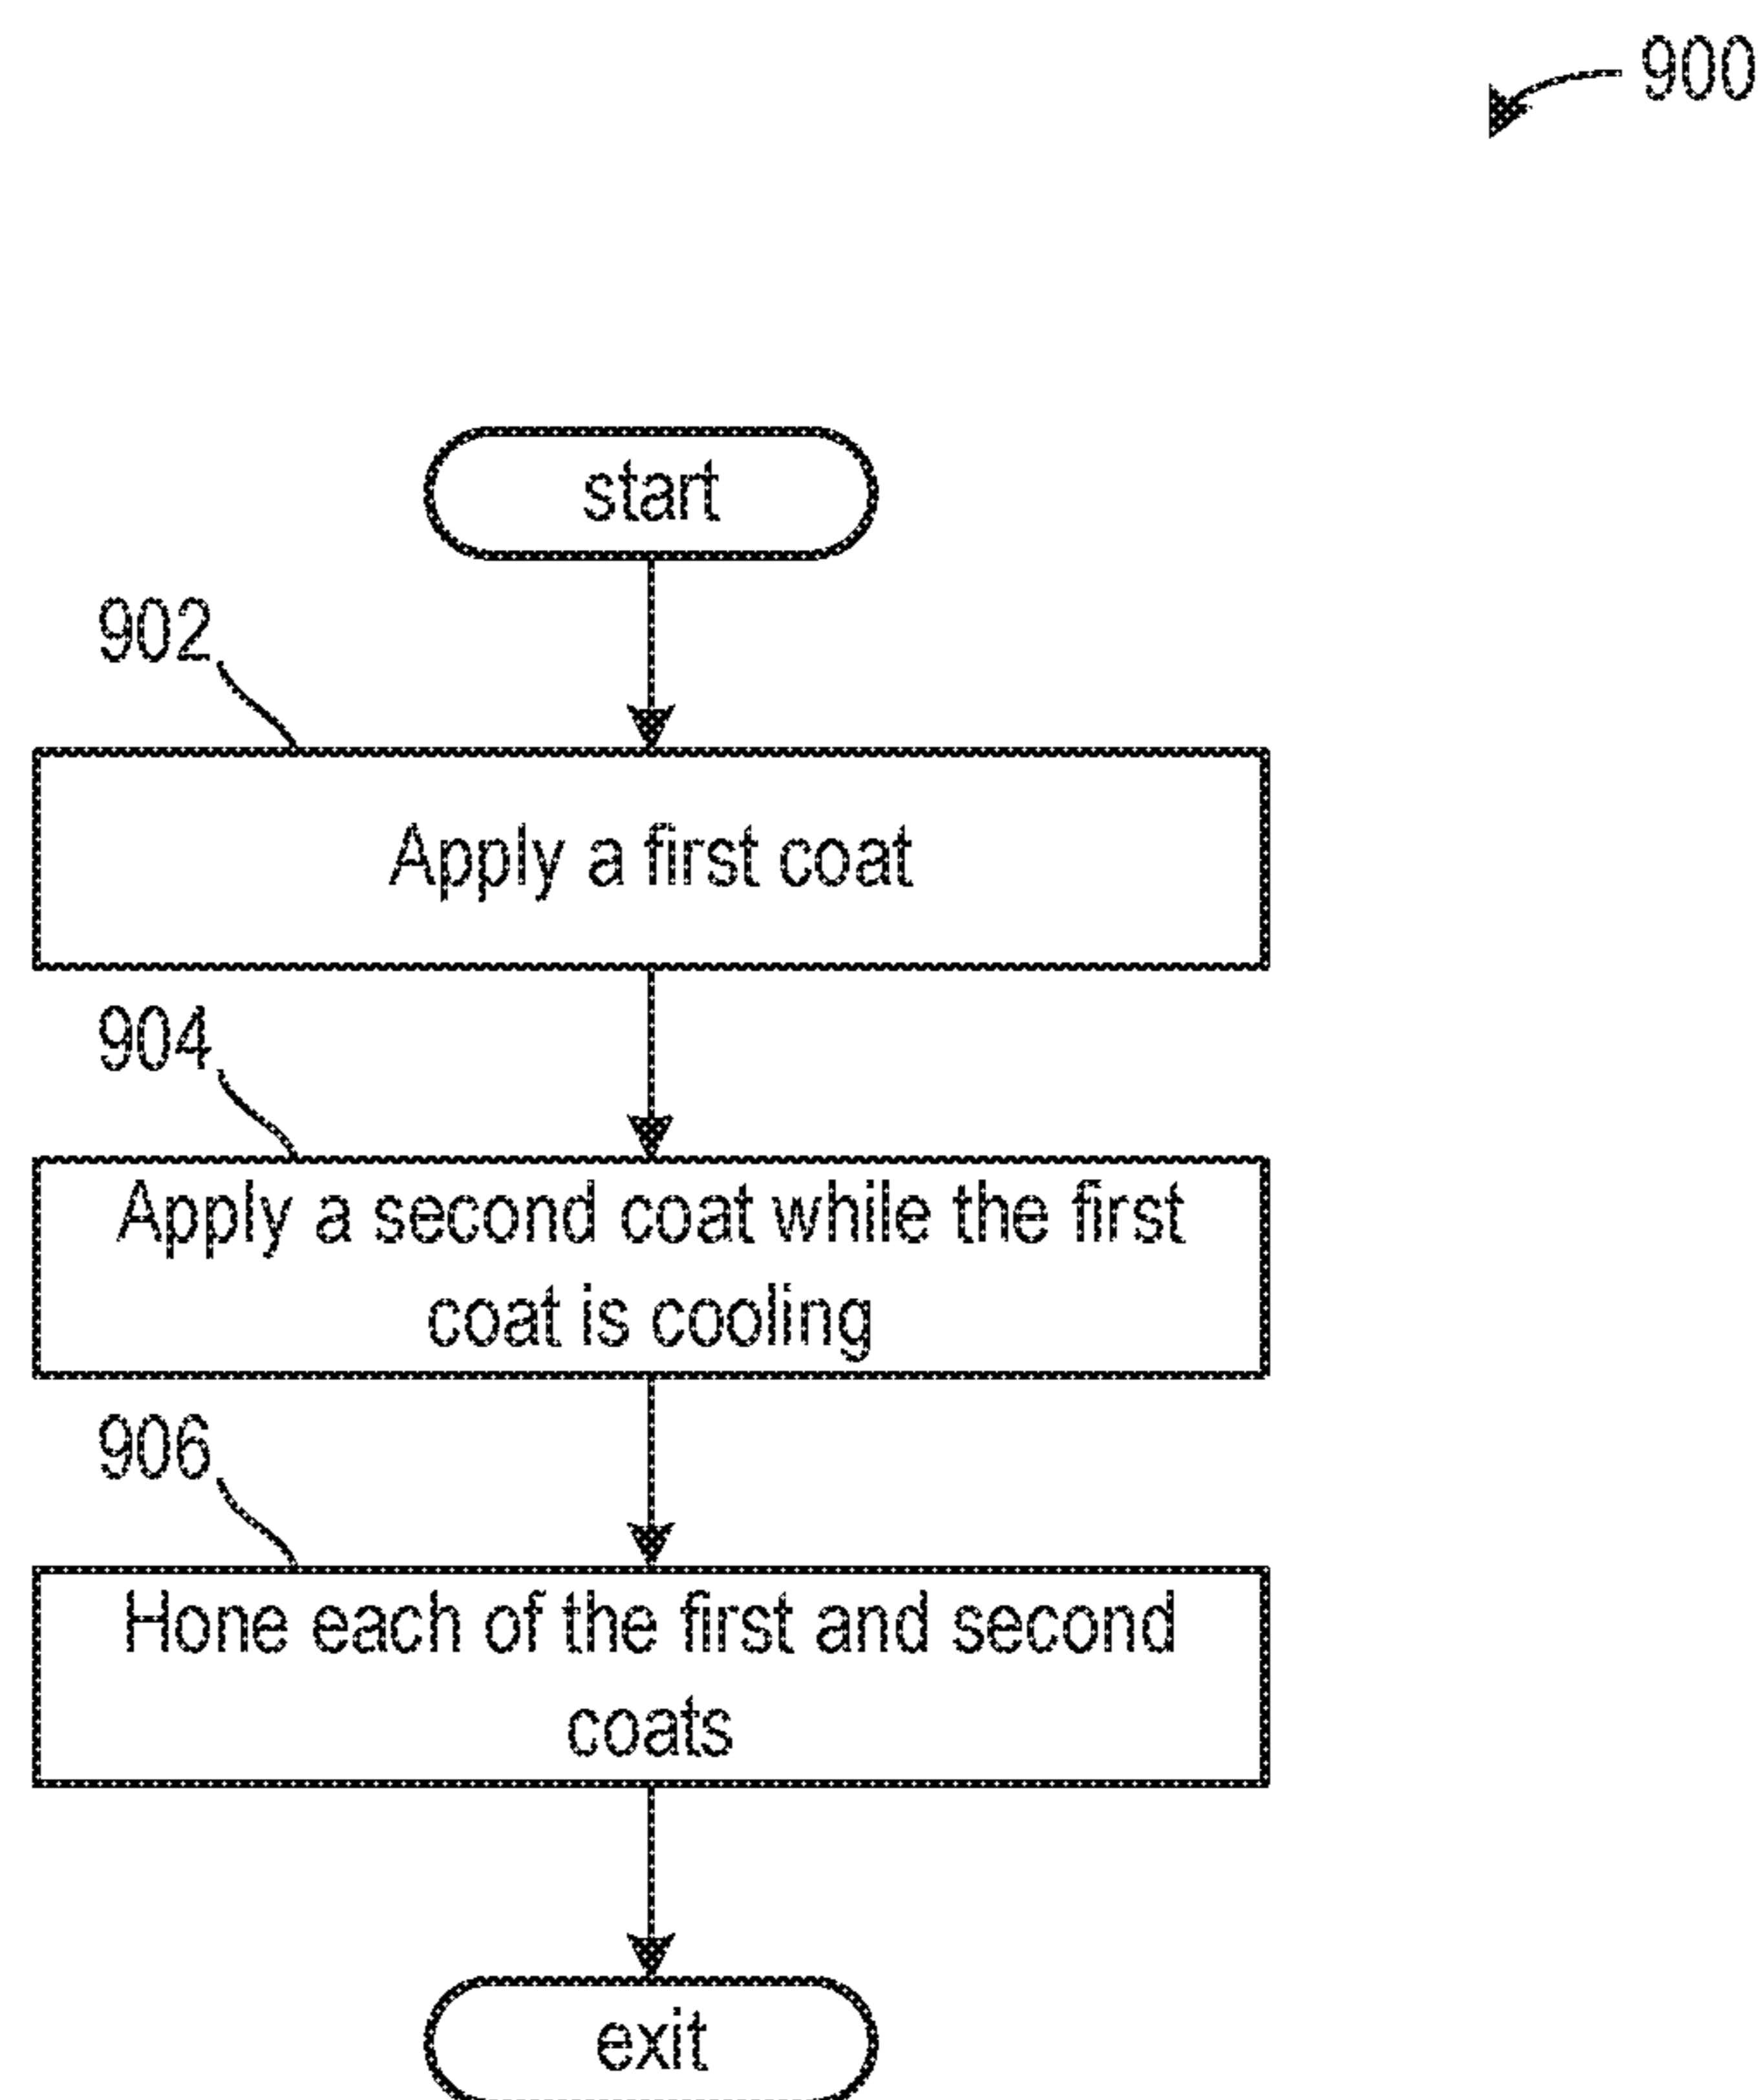 900
start
902
Apply a first coat
904
Apply a second coat while the first
coat is cooling
906
Hone each of the first and second
coats
exit